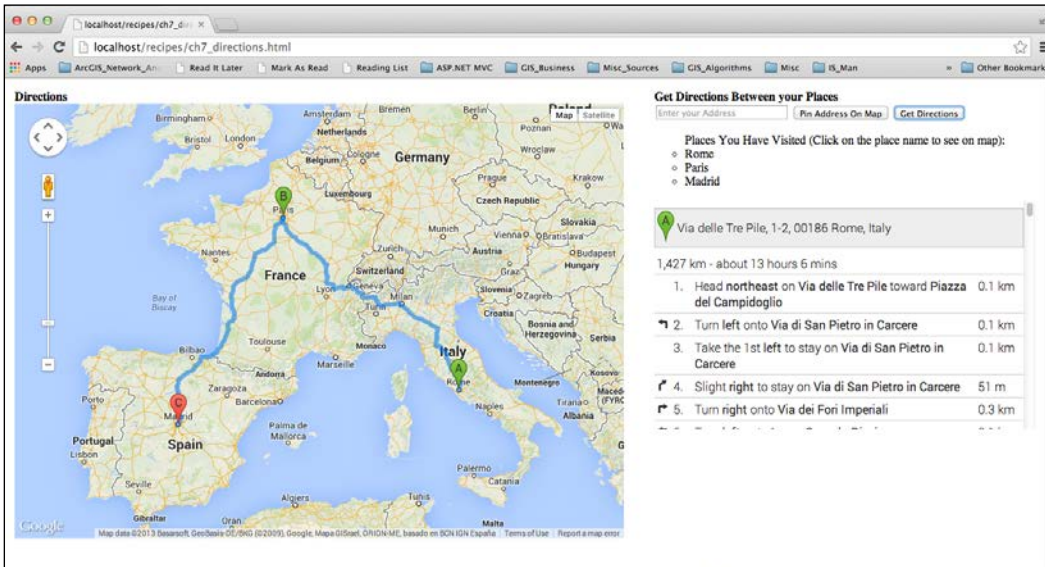 localhost/recipes/ch7_dire
localhost/recipes/ch7_directions.html
Apps ArcGIS_Network_An Read It Later Mark As Read Reading List ASP.NET MVC GIS_Business Misc_Sources GIS_Algorithms Misc IS_Man » Other Bookmark
Directions
Map Satellite
Birmingham
Bristol London
Amsterdam
Netherlands
Bremen
Berlin
Poland
Poznan
Wroclaw
Belgium Cologne
Germany
Prague
Krakow
Luxembourg
Czech Republic
B
Paris
Slovakia
Munich
Vienna Bratislava
Nantes
Zurich
Austria
Budapest
Hungary
France
Switzerland
Graz
Lyon Geneva
Slovenia
Zagreb
Bay of
Biscay
Milan
Turin
Croatia
Bosnia and
Herzegovina
Serbia
Toulouse
Monaco
Bilbao
Marseille
Italy
Andorra
A
Rome
Montenegro
Kosovo
Porto
Zaragoza
Barcelona
C
Madrid
Naples
Tirana
Albania
Maced
(FYRO
Portugal
Lisbon
Spain
Palma de
Mallorca
Seville
Palermo
Catania
Algiers
Tunis
Gibraltar
Oran
Malta
Google
Map data ©2013 Basarsoft, GeoBasis-DE/BKG (©2009), Google, Mapa GISrael, ORION-ME, basado en BCN IGN España Terms of Use Report a map error
Get Directions Between your Places
Enter your Address Pin Address On Map Get Directions
Places You Have Visited (Click on the place name to see on map):
Rome
Paris
Madrid
A Via delle Tre Pile, 1-2, 00186 Rome, Italy
1,427 km - about 13 hours 6 mins
1. Head northeast on Via delle Tre Pile toward Piazza 0.1 km
del Campidoglio
2. Turn left onto Via di San Pietro in Carcere 0.1 km
3. Take the 1st left to stay on Via di San Pietro in 0.1 km
Carcere
4. Slight right to stay on Via di San Pietro in Carcere 51 m
5. Turn right onto Via dei Fori Imperiali 0.3 km